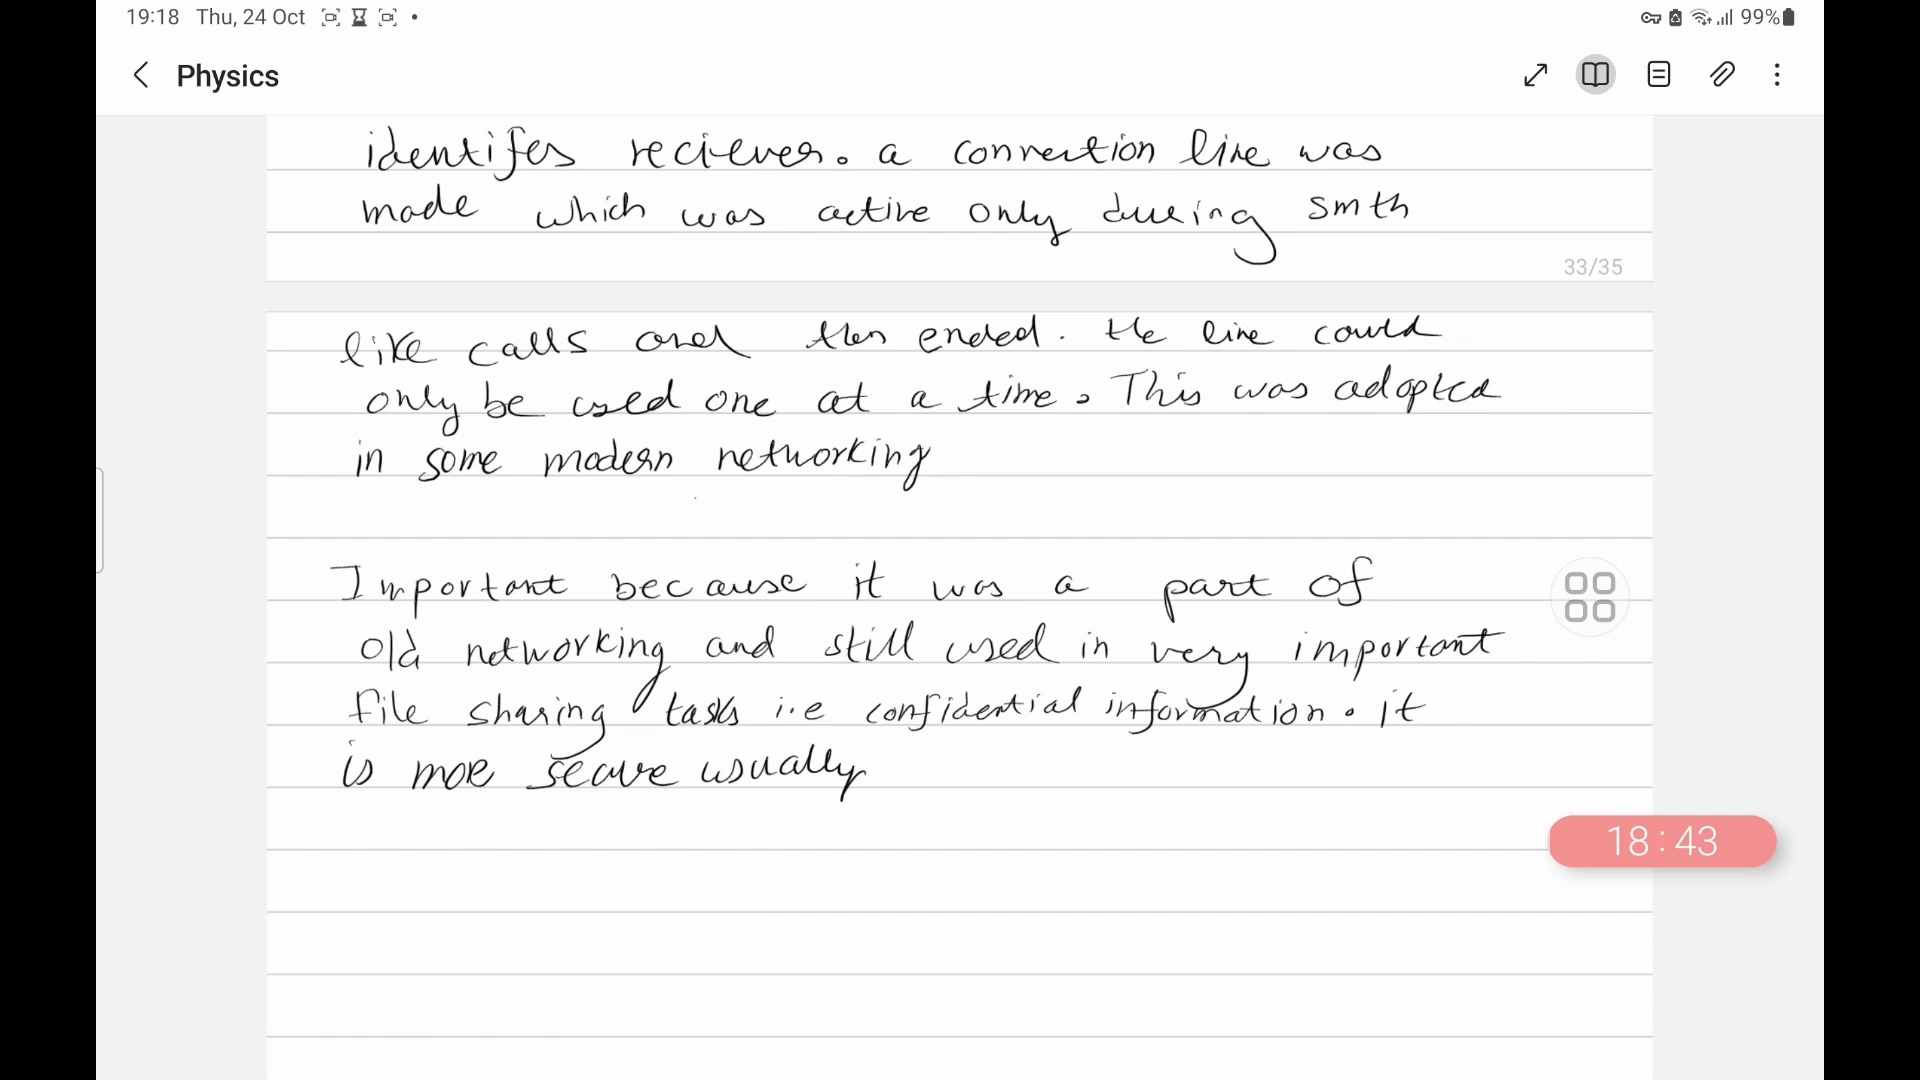 19:18 Thu, 24 Oct
99%
Physics
identifes reciever. a connection line was
made which was active only during smth
33/35
like calls and then ended. the line could
only be used one at a time. This was adopted
in some modern networking
Important because it was a part of
old networking and still used in very important
file sharing tasks i.e confidential information. it
is more secure usually
18:43